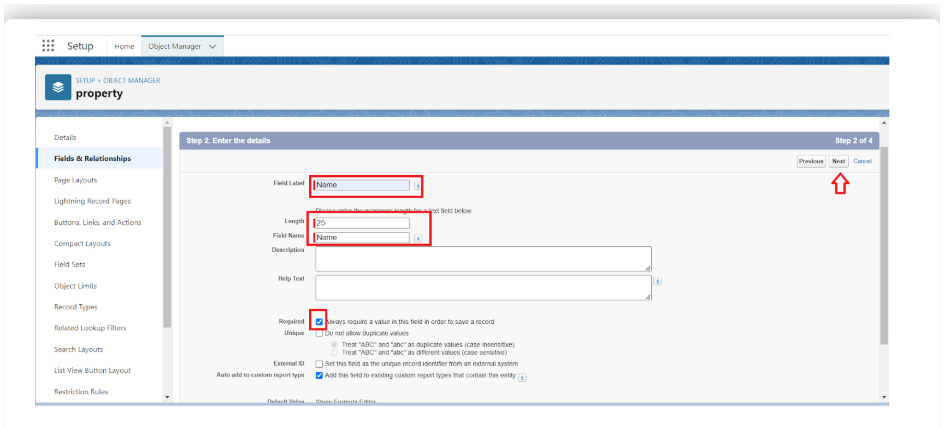 Setup Home Object Manager
SETUP > OBJECT MANAGER
property
Details
Fields & Relationships
Page Layouts
Lightning Record Pages
Buttons, Links, and Actions
Compact Layouts
Field Sets
Object Limits
Record Types
Related Lookup Filters
Search Layouts
List View Button Layout
Restriction Rules
Step 2. Enter the details Step 2 of 4
Previous Next Cancel
Field Label Name i
Please enter the maximum length for a text field below.
Length 25
Field Name Name i
Description
Help Text i
Required Always require a value in this field in order to save a record
Unique Do not allow duplicate values
Treat "ABC" and "abc" as duplicate values (case insensitive)
Treat "ABC" and "abc" as different values (case sensitive)
External ID Set this field as the unique record identifier from an external system
Auto add to custom report type Add this field to existing custom report types that contain this entity i
Default Value Show Formula Editor